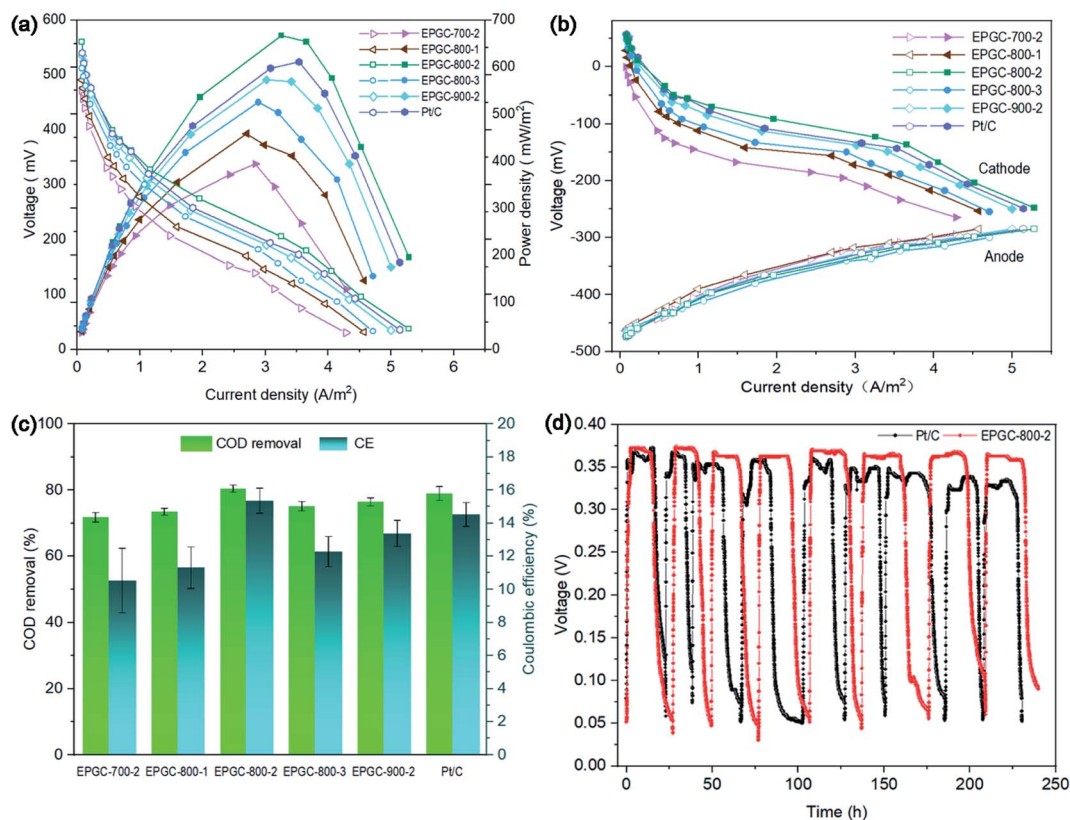 (a)
600
500
400
300
200
100
0
Voltage (mV)
700
600
500
400
300
200
100
0
Power density (mW/m²)
EPGC-700-2
EPGC-800-1
EPGC-800-2
EPGC-800-3
EPGC-900-2
Pt/C
0 1 2 3 4 5 6
Current density (A/m²)
(b)
0
-100
-200
-300
-400
-500
Voltage (mV)
EPGC-700-2
EPGC-800-1
EPGC-800-2
EPGC-800-3
EPGC-900-2
Pt/C
Cathode
Anode
0 1 2 3 4 5
Current density (A/m²)
(c)
100
80
60
40
20
0
COD removal (%)
COD removal CE
20
18
16
14
12
10
8
6
4
2
0
Coulombic efficiency (%)
EPGC-700-2 EPGC-800-1 EPGC-800-2 EPGC-800-3 EPGC-900-2 Pt/C
(d)
0.40
0.35
0.30
0.25
0.20
0.15
0.10
0.05
0.00
Voltage (V)
Pt/C EPGC-800-2
0 50 100 150 200 250
Time (h)